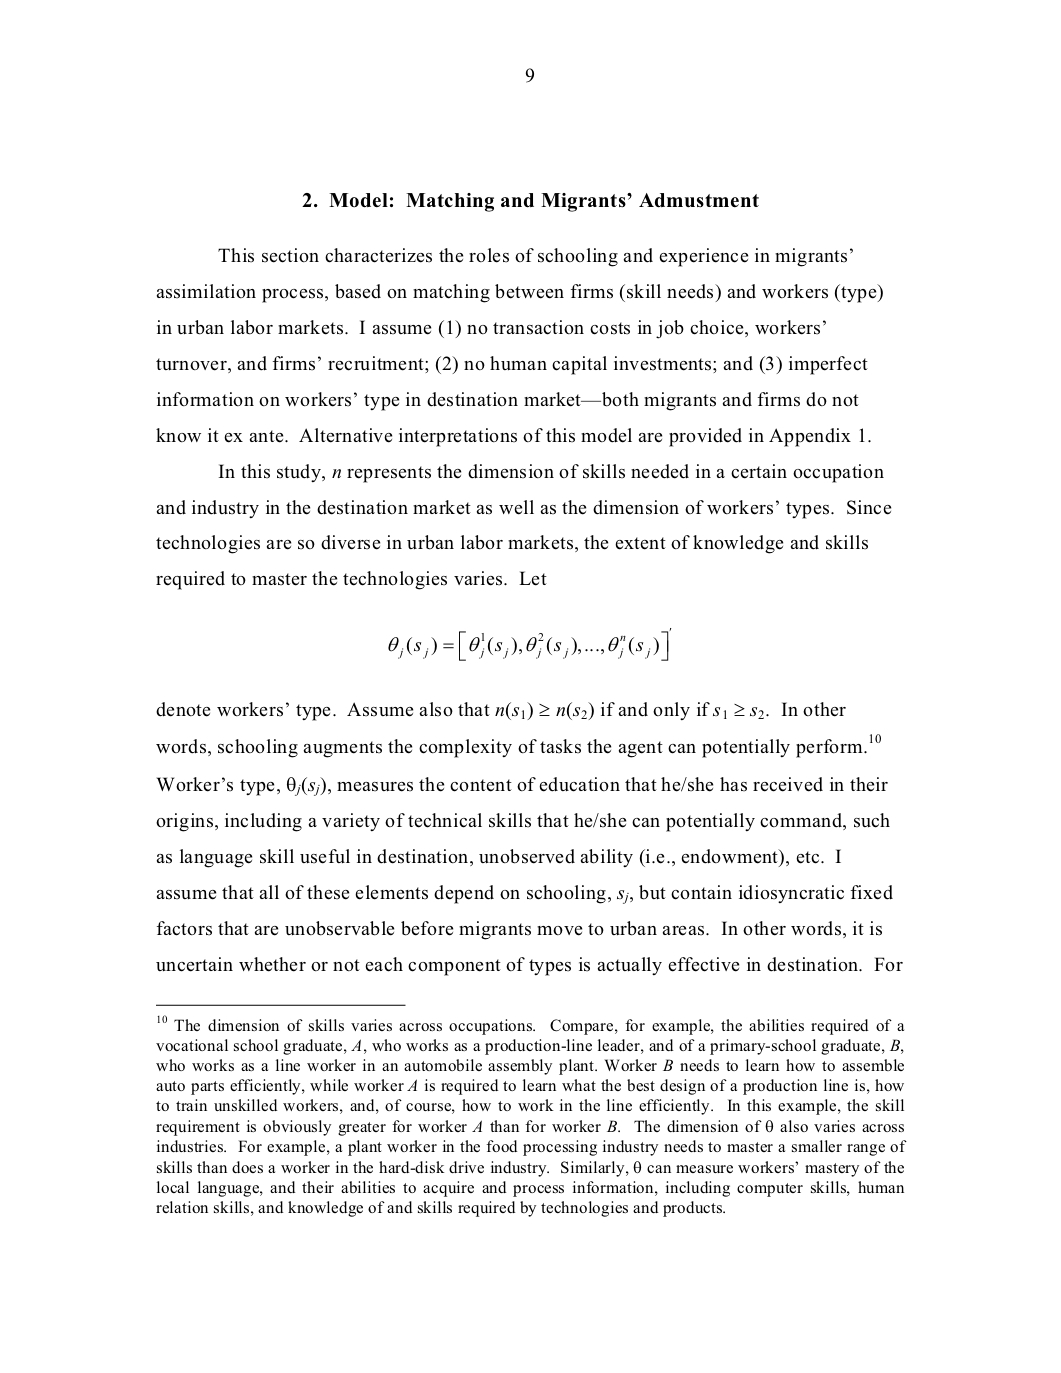 9
2.  Model:  Matching and Migrants’ Admustment
This section characterizes the roles of schooling and experience in migrants’
assimilation process, based on matching between firms (skill needs) and workers (type)
in urban labor markets.  I assume (1) no transaction costs in job choice, workers’
turnover, and firms’ recruitment; (2) no human capital investments; and (3) imperfect
information on workers’ type in destination market—both migrants and firms do not
know it ex ante.  Alternative interpretations of this model are provided in Appendix 1.
In this study, n represents the dimension of skills needed in a certain occupation
and industry in the destination market as well as the dimension of workers’ types.  Since
technologies are so diverse in urban labor markets, the extent of knowledge and skills
required to master the technologies varies.  Let
θ_j(s_j) = [θ_j^1(s_j), θ_j^2(s_j), ..., θ_j^n(s_j)]′
denote workers’ type.  Assume also that n(s₁) ≥ n(s₂) if and only if s₁ ≥ s₂.  In other
words, schooling augments the complexity of tasks the agent can potentially perform.¹⁰
Worker’s type, θ_j(s_j), measures the content of education that he/she has received in their
origins, including a variety of technical skills that he/she can potentially command, such
as language skill useful in destination, unobserved ability (i.e., endowment), etc.  I
assume that all of these elements depend on schooling, s_j, but contain idiosyncratic fixed
factors that are unobservable before migrants move to urban areas.  In other words, it is
uncertain whether or not each component of types is actually effective in destination.  For
¹⁰ The dimension of skills varies across occupations.  Compare, for example, the abilities required of a
vocational school graduate, A, who works as a production-line leader, and of a primary-school graduate, B,
who works as a line worker in an automobile assembly plant. Worker B needs to learn how to assemble
auto parts efficiently, while worker A is required to learn what the best design of a production line is, how
to train unskilled workers, and, of course, how to work in the line efficiently.  In this example, the skill
requirement is obviously greater for worker A than for worker B.  The dimension of θ also varies across
industries.  For example, a plant worker in the food processing industry needs to master a smaller range of
skills than does a worker in the hard-disk drive industry.  Similarly, θ can measure workers’ mastery of the
local language, and their abilities to acquire and process information, including computer skills, human
relation skills, and knowledge of and skills required by technologies and products.